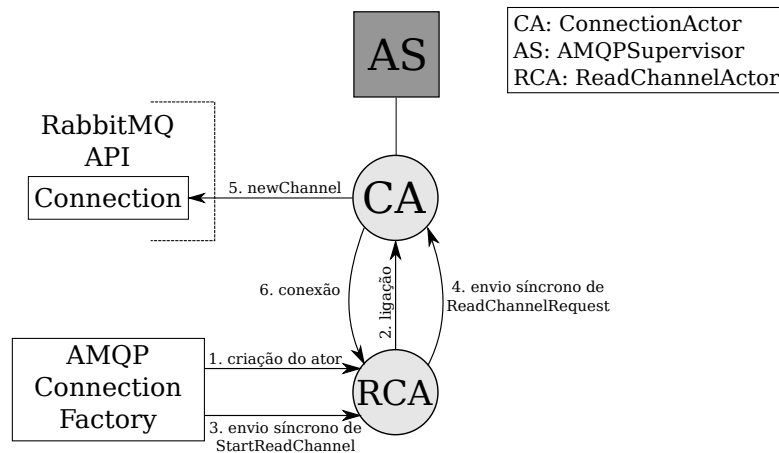 AS
CA: ConnectionActor
AS: AMQPSupervisor
RCA: ReadChannelActor
RabbitMQ
API
Connection
5. newChannel
CA
6. conexão
2. ligação
4. envio síncrono de
ReadChannelRequest
AMQP
Connection
Factory
1. criação do ator
3. envio síncrono de
StartReadChannel
RCA